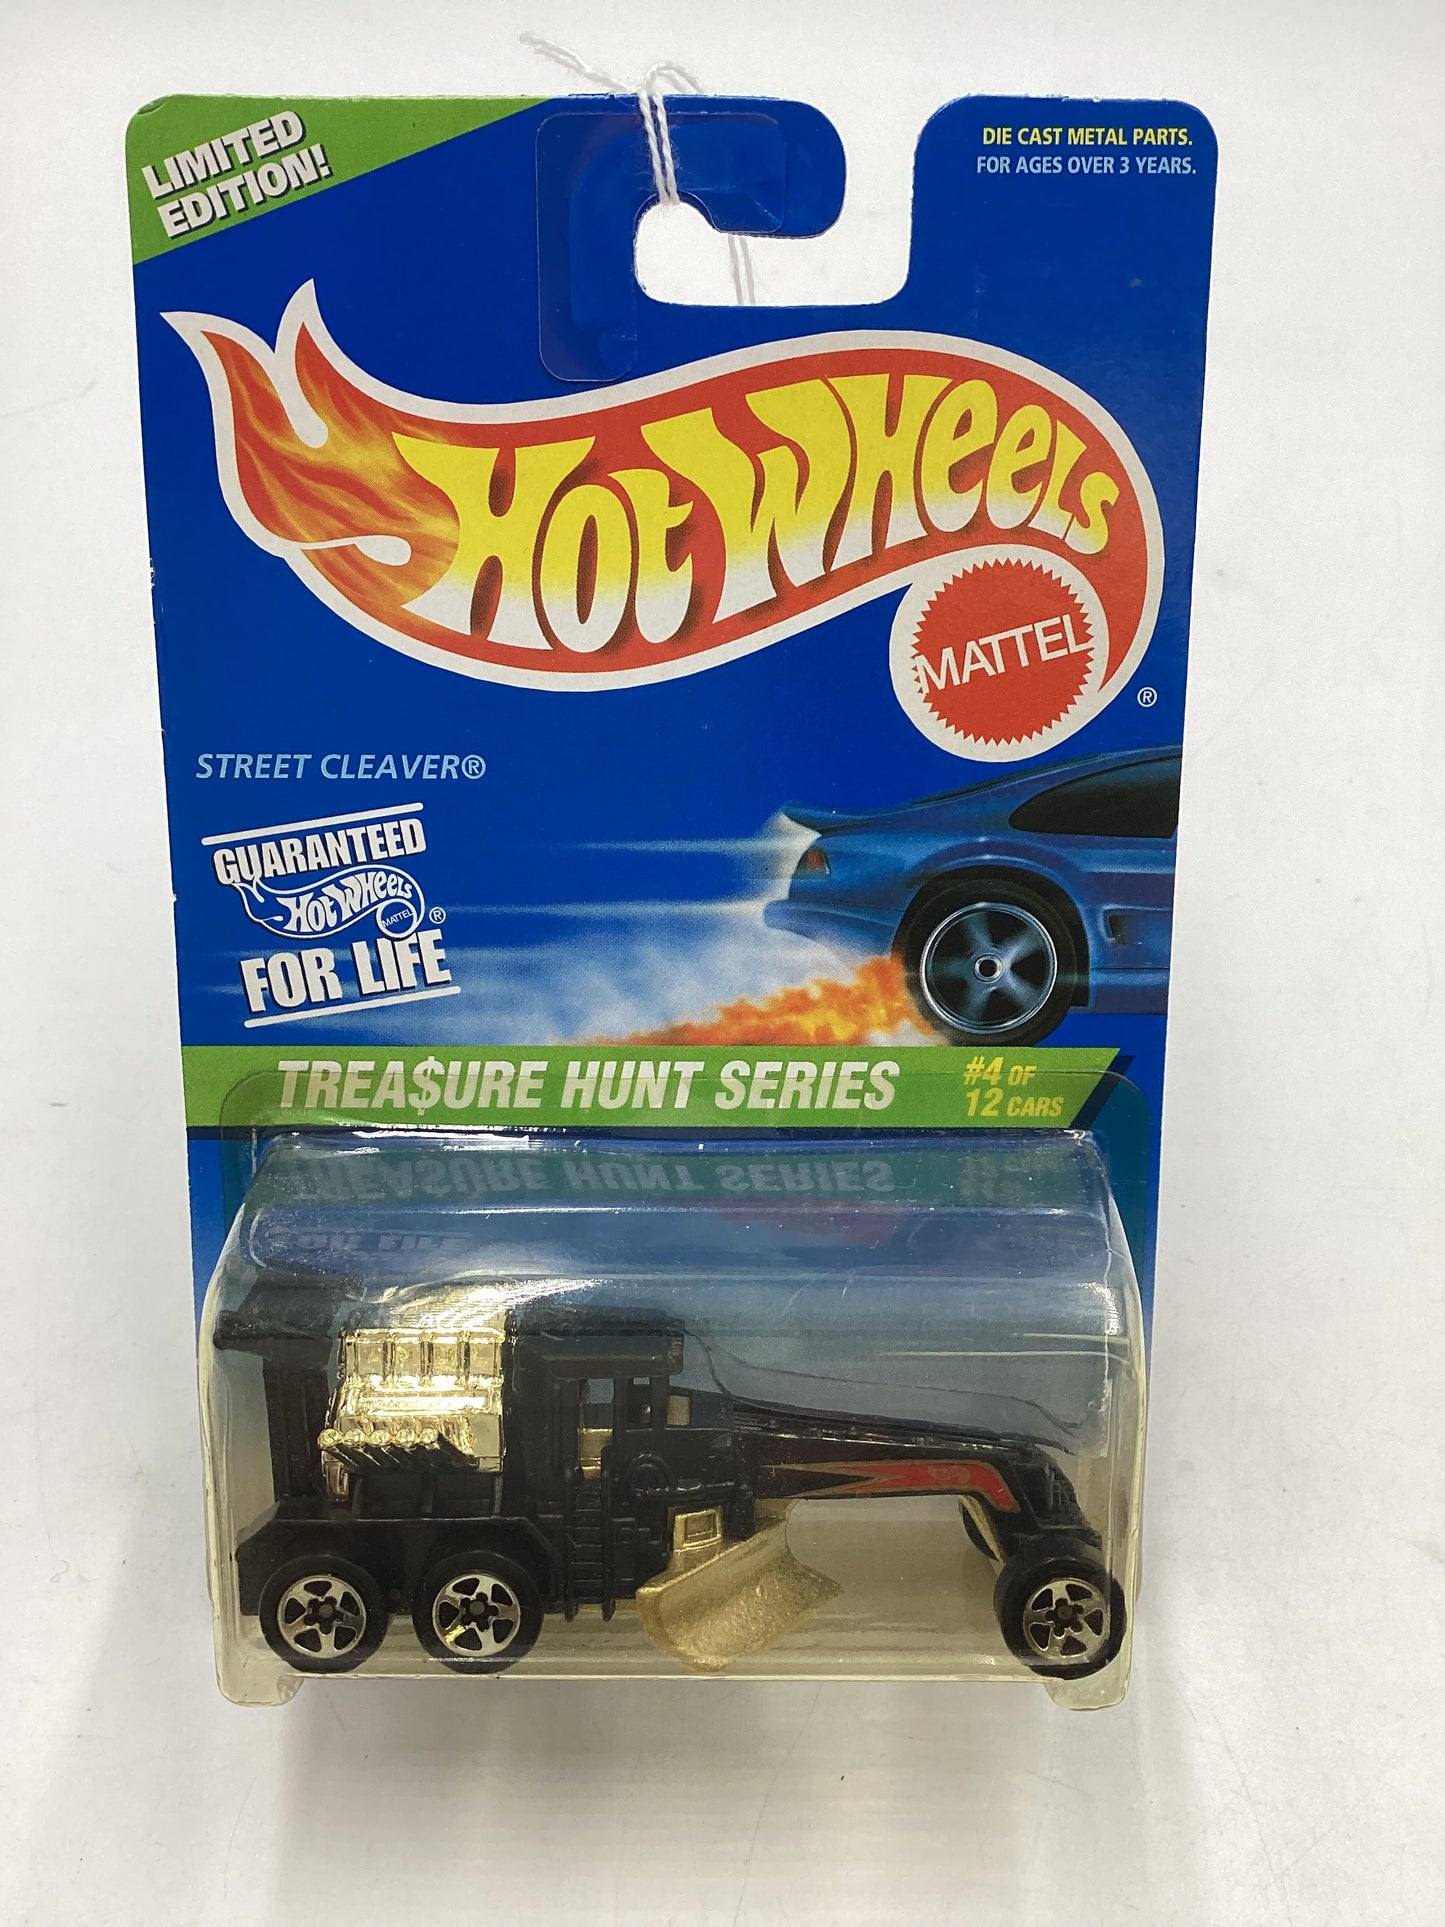 LIMITED
EDITION!
DIE CAST METAL PARTS.
FOR AGES OVER 3 YEARS.
HOT WHEELS
MATTEL
®
STREET CLEAVER®
GUARANTEED
HOT WHEELS
MATTEL ®
FOR LIFE
TREA$URE HUNT SERIES
#4 OF
12 CARS